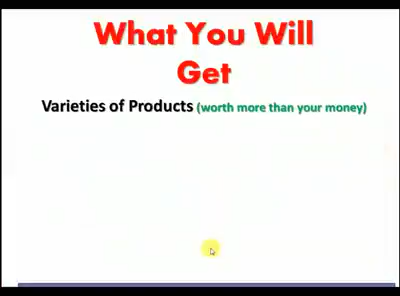 What You Will
Get
Varieties of Products (worth more than your money)